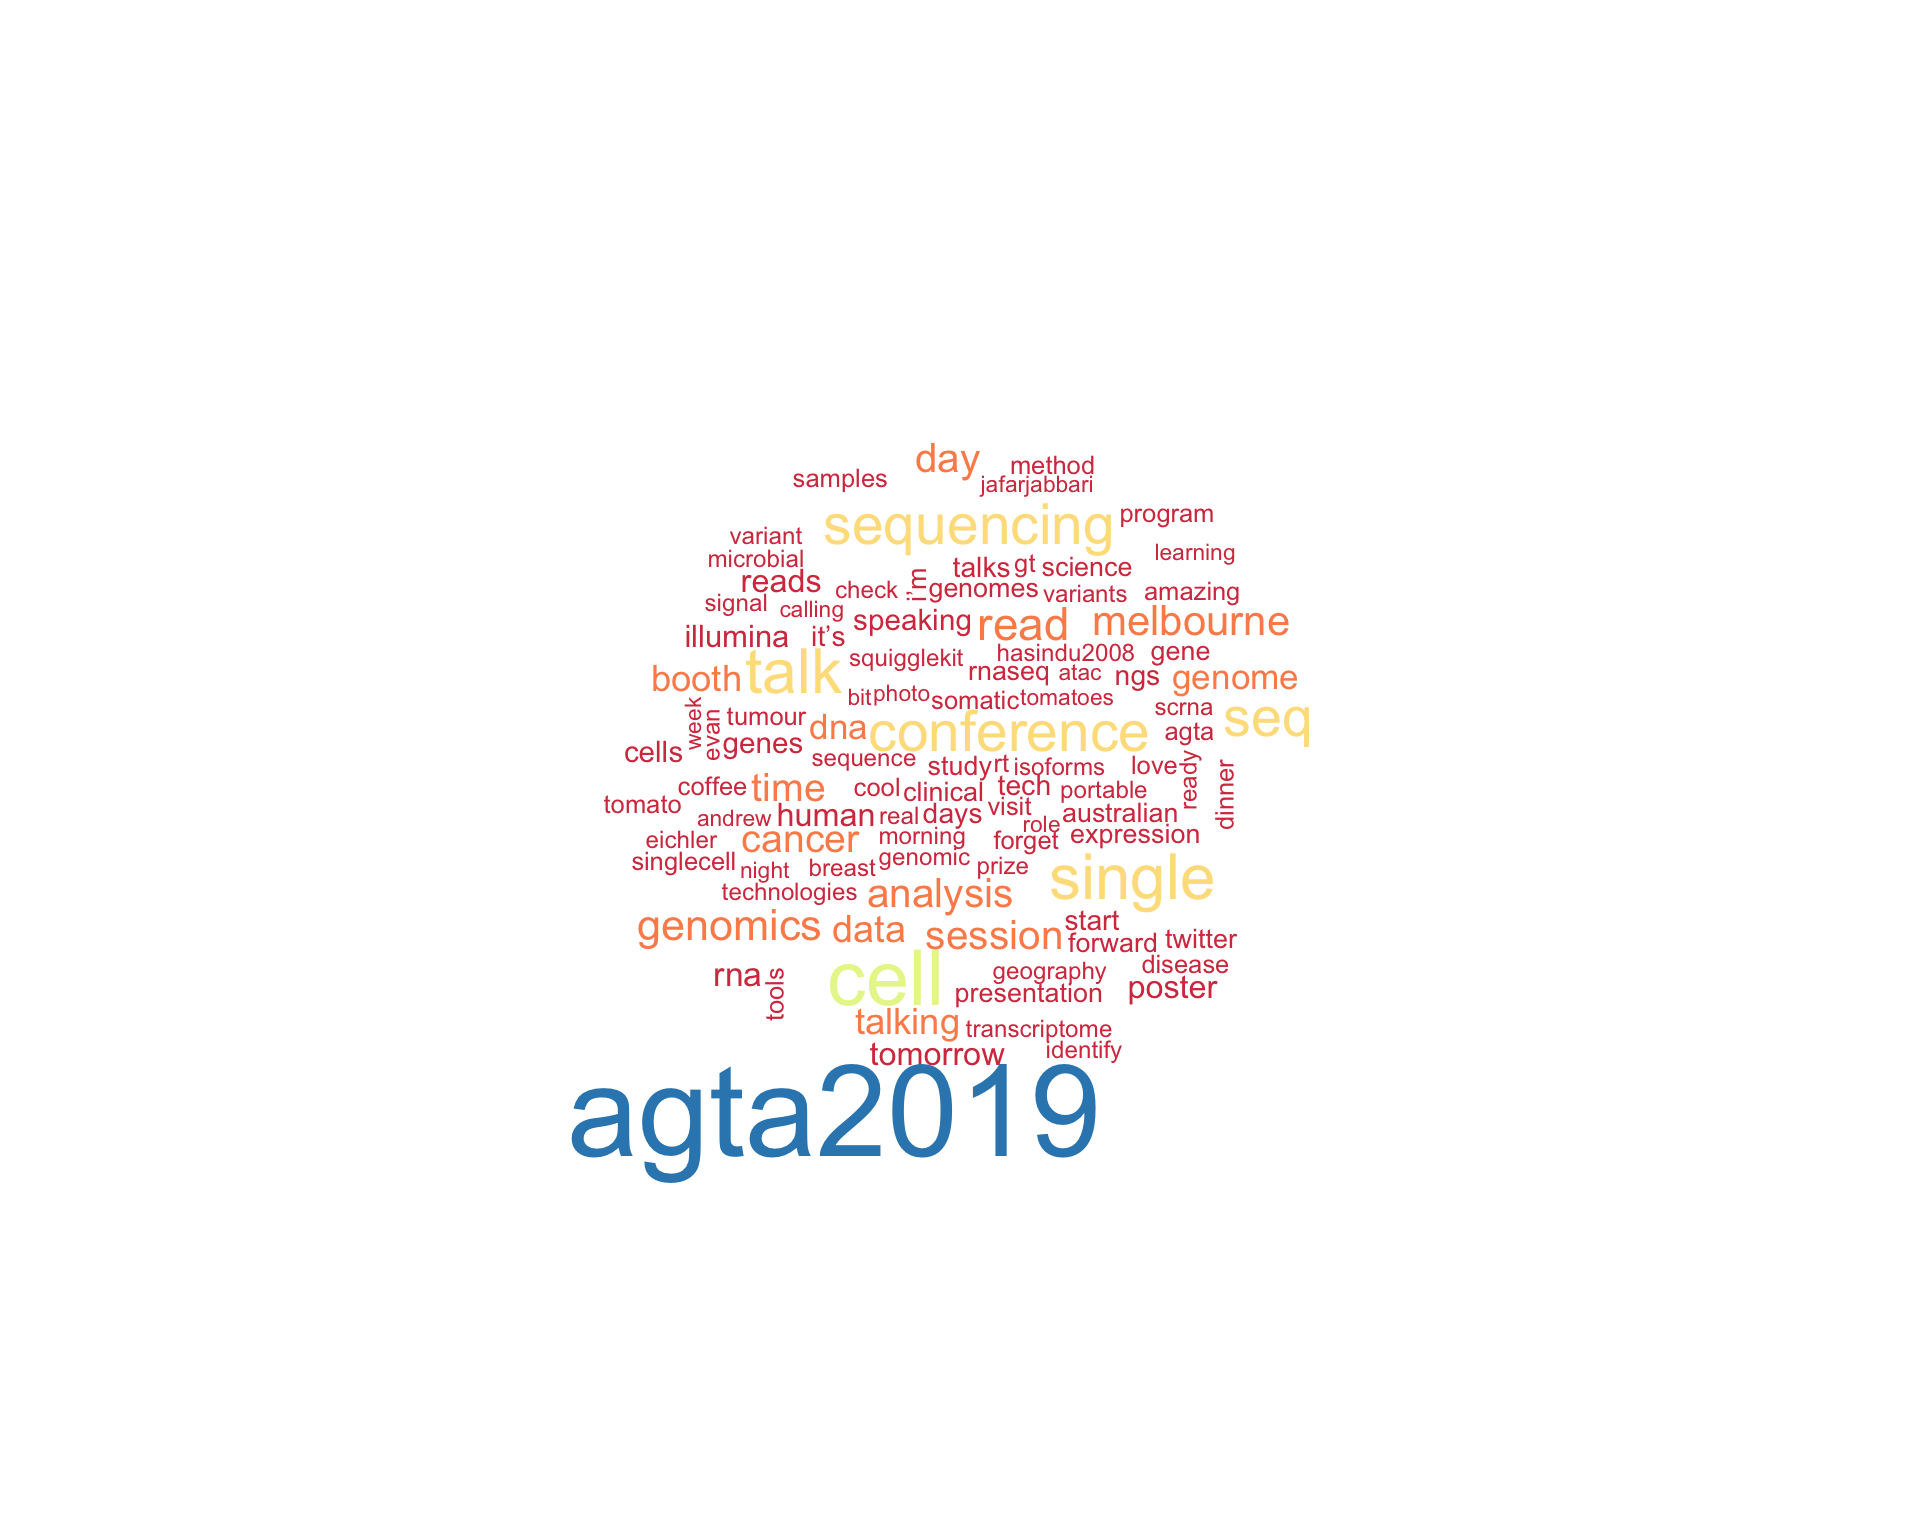 day
method
samples
jafarjabbari
sequencing
program
variant
learning
microbial
talks gt science
reads
check
i'm
genomes
variants
amazing
signal
calling
speaking
read
melbourne
illumina
it’s
squigglekit
hasindu2008
gene
talk
booth
rnaseq
atac
ngs
genome
bit
photo
somatic
tomatoes
scrna
seq
week
evan
tumour
dna
conference
agta
cells
genes
sequence
study
rt
isoforms
love
ready
dinner
coffee
time
cool
clinical
tech
portable
tomato
andrew
human
real
days
visit
australian
role
eichler
cancer
morning
forget
expression
singlecell
night
breast
genomic
prize
single
technologies
analysis
start
genomics
data
session
forward
twitter
rna
tools
cell
geography
disease
presentation
poster
talking
transcriptome
tomorrow
identify
agta2019